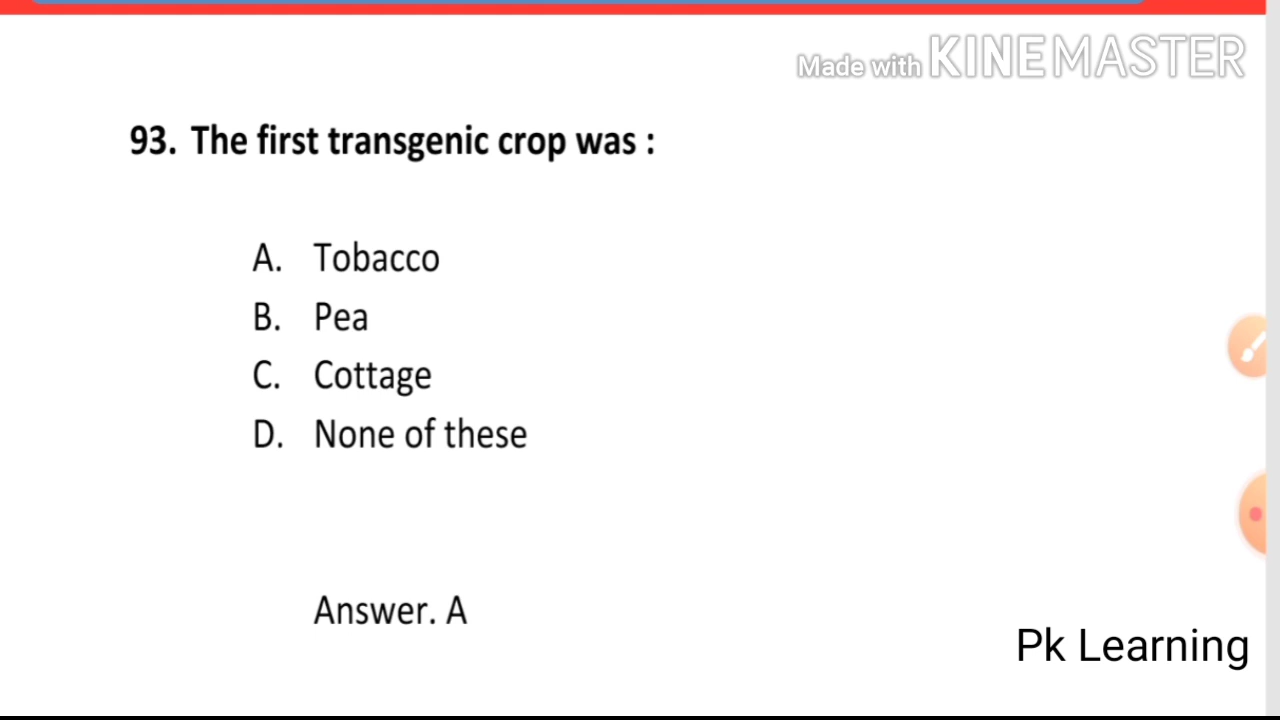 Made with KINEMASTER
93. The first transgenic crop was :
A. Tobacco
B. Pea
C. Cottage
D. None of these
Answer. A
Pk Learning